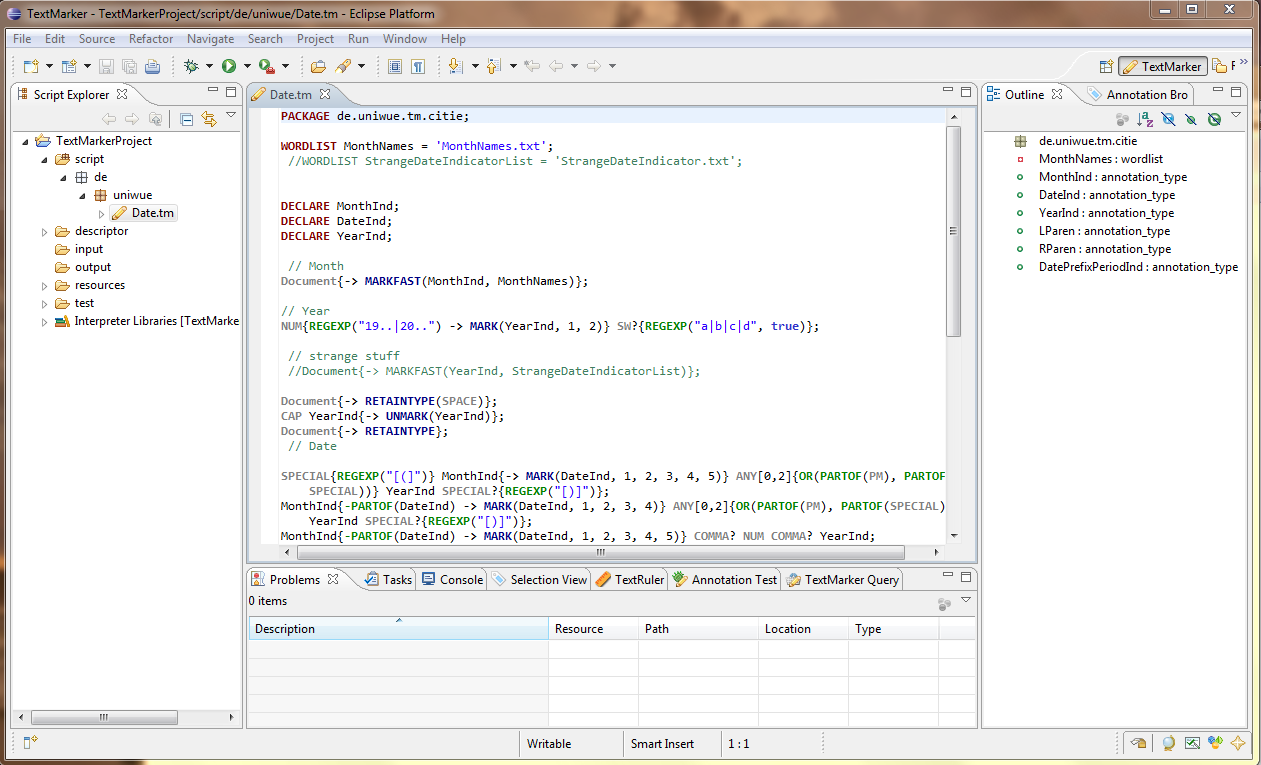 TextMarker - TextMarkerProject/script/de/uniwue/Date.tm - Eclipse Platform
File Edit Source Refactor Navigate Search Project Run Window Help
TextMarker
Script Explorer
TextMarkerProject
script
de
uniwue
Date.tm
descriptor
input
output
resources
test
Interpreter Libraries [TextMarke
Date.tm
PACKAGE de.uniwue.tm.citie;
WORDLIST MonthNames = 'MonthNames.txt';
//WORDLIST StrangeDateIndicatorList = 'StrangeDateIndicator.txt';
DECLARE MonthInd;
DECLARE DateInd;
DECLARE YearInd;
// Month
Document{-> MARKFAST(MonthInd, MonthNames)};
// Year
NUM{REGEXP("19..|20..") -> MARK(YearInd, 1, 2)} SW?{REGEXP("a|b|c|d", true)};
// strange stuff
//Document{-> MARKFAST(YearInd, StrangeDateIndicatorList)};
Document{-> RETAINTYPE(SPACE)};
CAP YearInd{-> UNMARK(YearInd)};
Document{-> RETAINTYPE};
// Date
SPECIAL{REGEXP("[(]")} MonthInd{-> MARK(DateInd, 1, 2, 3, 4, 5)} ANY[0,2]{OR(PARTOF(PM), PARTOF
SPECIAL))} YearInd SPECIAL?{REGEXP("[)]")};
MonthInd{-PARTOF(DateInd) -> MARK(DateInd, 1, 2, 3, 4)} ANY[0,2]{OR(PARTOF(PM), PARTOF(SPECIAL)
YearInd SPECIAL?{REGEXP("[)]")};
MonthInd{-PARTOF(DateInd) -> MARK(DateInd, 1, 2, 3, 4, 5)} COMMA? NUM COMMA? YearInd;
Outline
Annotation Bro
de.uniwue.tm.citie
MonthNames : wordlist
MonthInd : annotation_type
DateInd : annotation_type
YearInd : annotation_type
LParen : annotation_type
RParen : annotation_type
DatePrefixPeriodInd : annotation_type
Problems Tasks Console Selection View TextRuler Annotation Test TextMarker Query
0 items
Description Resource Path Location Type
Writable Smart Insert 1 : 1